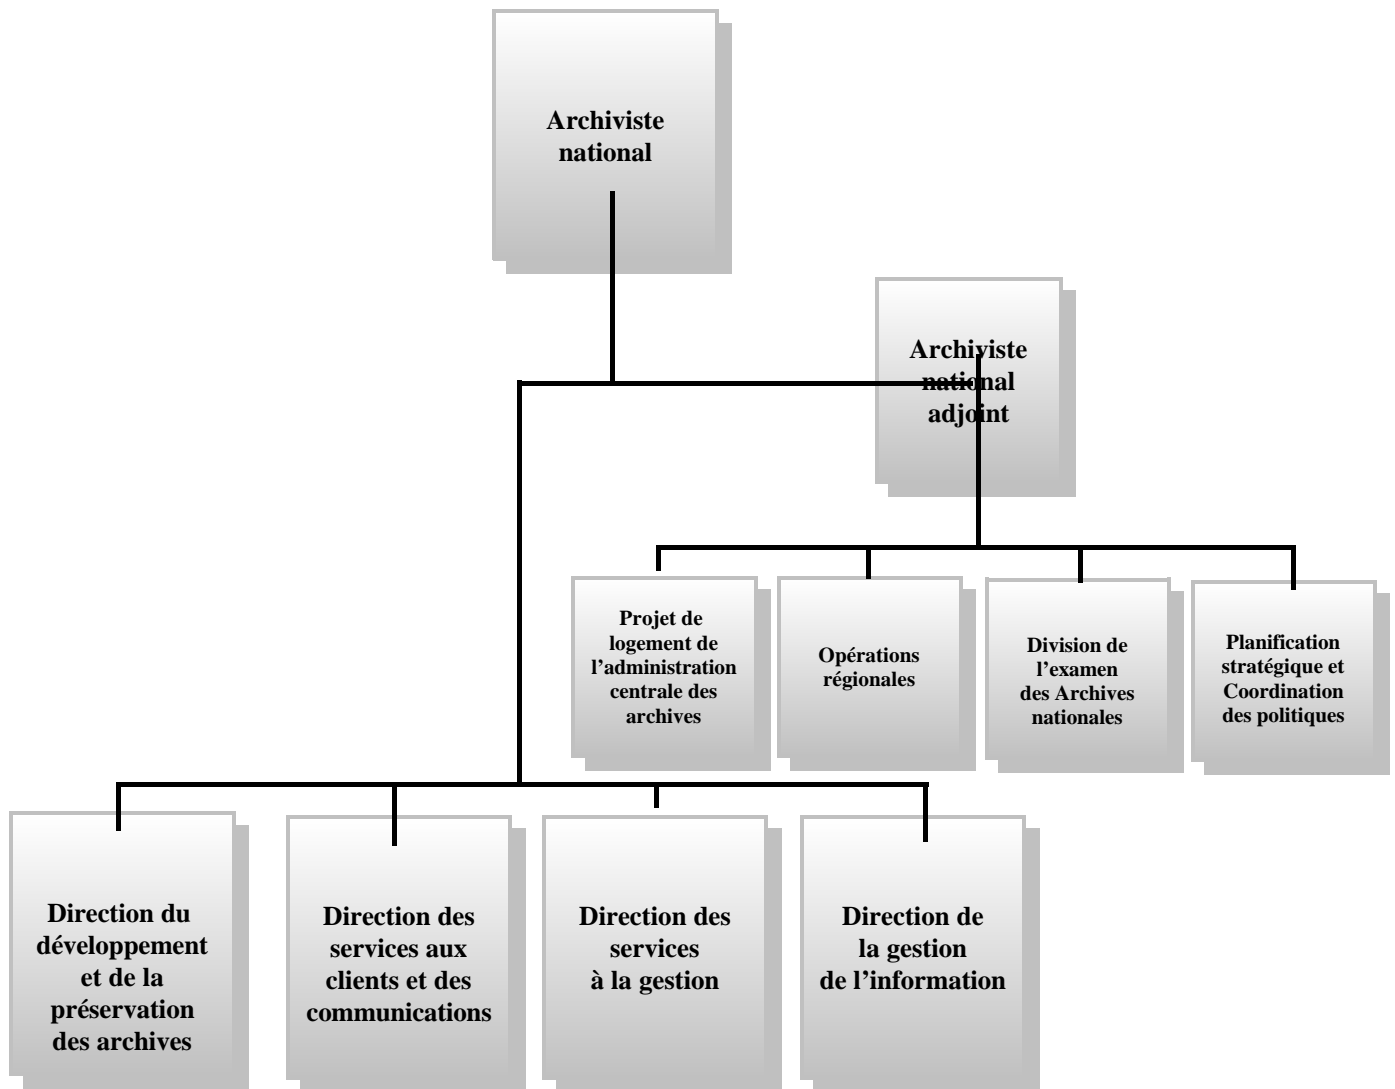 Archiviste
national
Archiviste
national
adjoint
Projet de
logement de
l’administration
centrale des
archives
Opérations
régionales
Division de
l’examen
des Archives
nationales
Planification
stratégique et
Coordination
des politiques
Direction du
développement
et de la
préservation
des archives
Direction des
services aux
clients et des
communications
Direction des
services
à la gestion
Direction de
la gestion
de l’information